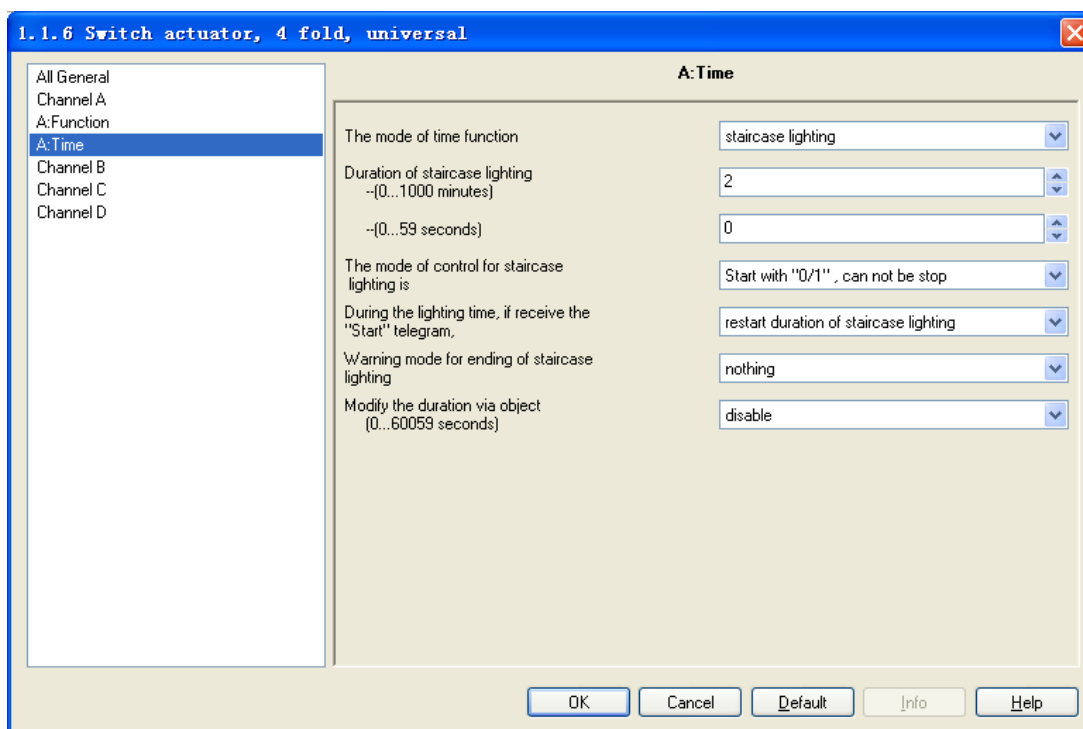 1.1.6 Switch actuator, 4 fold, universal
All General
Channel A
A:Function
A:Time
Channel B
Channel C
Channel D
A:Time
The mode of time function
staircase lighting
Duration of staircase lighting
--(0...1000 minutes)
2
--(0...59 seconds)
0
The mode of control for staircase
lighting is
Start with "0/1" , can not be stop
During the lighting time, if receive the
"Start" telegram,
restart duration of staircase lighting
Warning mode for ending of staircase
lighting
nothing
Modify the duration via object
(0...60059 seconds)
disable
OK
Cancel
Default
Info
Help